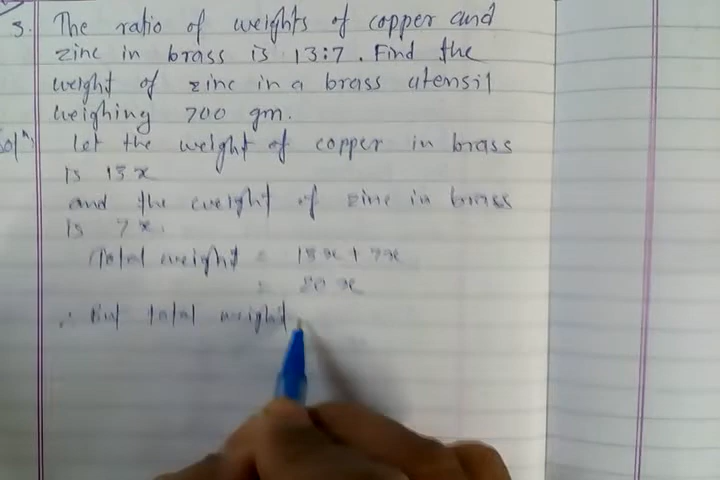 3. The ratio of weights of copper and
zinc in brass is 13:7. Find the
weight of zinc in a brass utensil
weighing 700 gm.
Solⁿ: Let the weight of copper in brass
is 13x
and the weight of zinc in brass
is 7x.
Total weight = 13x + 7x
= 20x
∴ But total weight